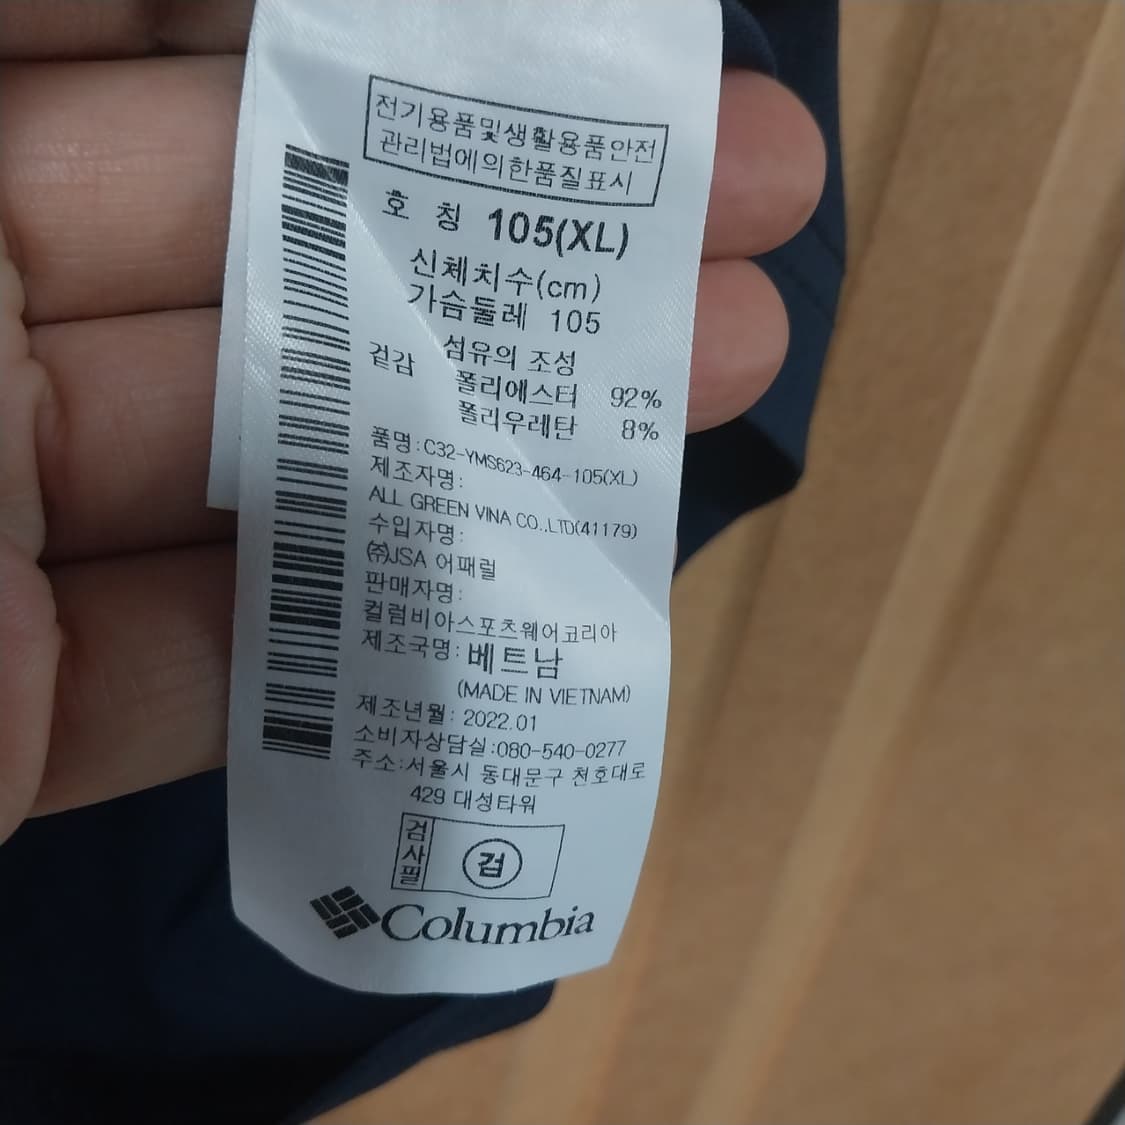 전기용품및생활용품안전
관리법에의한품질표시
호 칭 105(XL)
신체치수(cm)
가슴둘레 105
섬유의 조성
겉감 폴리에스터 92%
폴리우레탄 8%
품명:C32-YMS623-464-105(XL)
제조자명:
ALL GREEN VINA CO.,LTD(41179)
수입자명:
㈜JSA 어패럴
판매자명:
컬럼비아스포츠웨어코리아
제조국명:베트남
(MADE IN VIETNAM)
제조년월: 2022.01
소비자상담실:080-540-0277
주소:서울시 동대문구 천호대로
429 대성타워
검사필 검
Columbia